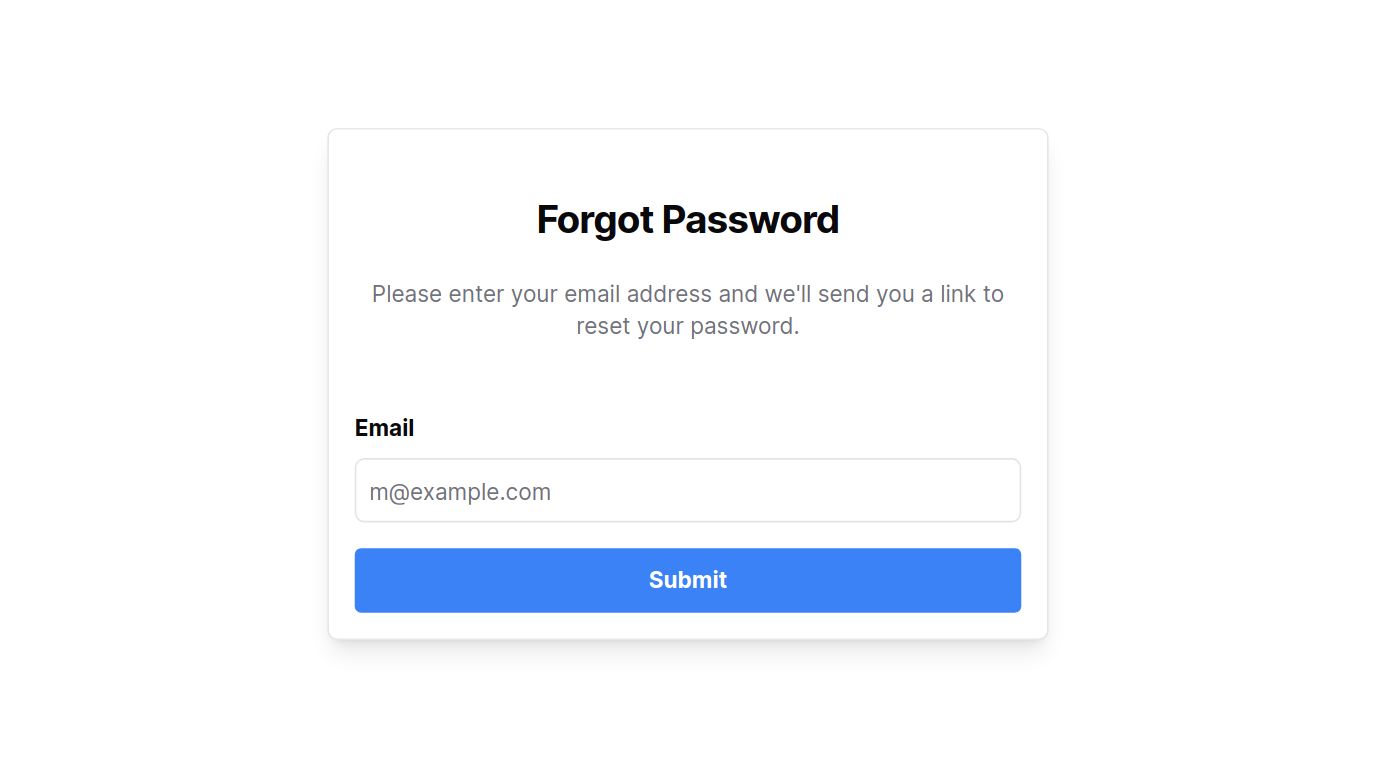 Forgot Password
Please enter your email address and we'll send you a link to
reset your password.
Email
m@example.com
Submit